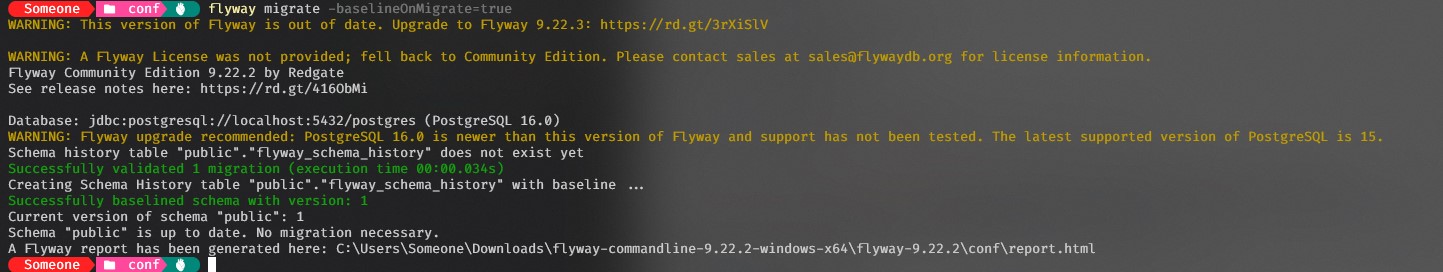 Someone conf flyway migrate -baselineOnMigrate=true
WARNING: This version of Flyway is out of date. Upgrade to Flyway 9.22.3: https://rd.gt/3rXiSlV
WARNING: A Flyway License was not provided; fell back to Community Edition. Please contact sales at sales@flywaydb.org for license information.
Flyway Community Edition 9.22.2 by Redgate
See release notes here: https://rd.gt/416ObMi
Database: jdbc:postgresql://localhost:5432/postgres (PostgreSQL 16.0)
WARNING: Flyway upgrade recommended: PostgreSQL 16.0 is newer than this version of Flyway and support has not been tested. The latest supported version of PostgreSQL is 15.
Schema history table "public"."flyway_schema_history" does not exist yet
Successfully validated 1 migration (execution time 00:00.034s)
Creating Schema History table "public"."flyway_schema_history" with baseline ...
Successfully baselined schema with version: 1
Current version of schema "public": 1
Schema "public" is up to date. No migration necessary.
A Flyway report has been generated here: C:\Users\Someone\Downloads\flyway-commandline-9.22.2-windows-x64\flyway-9.22.2\conf\report.html
Someone conf